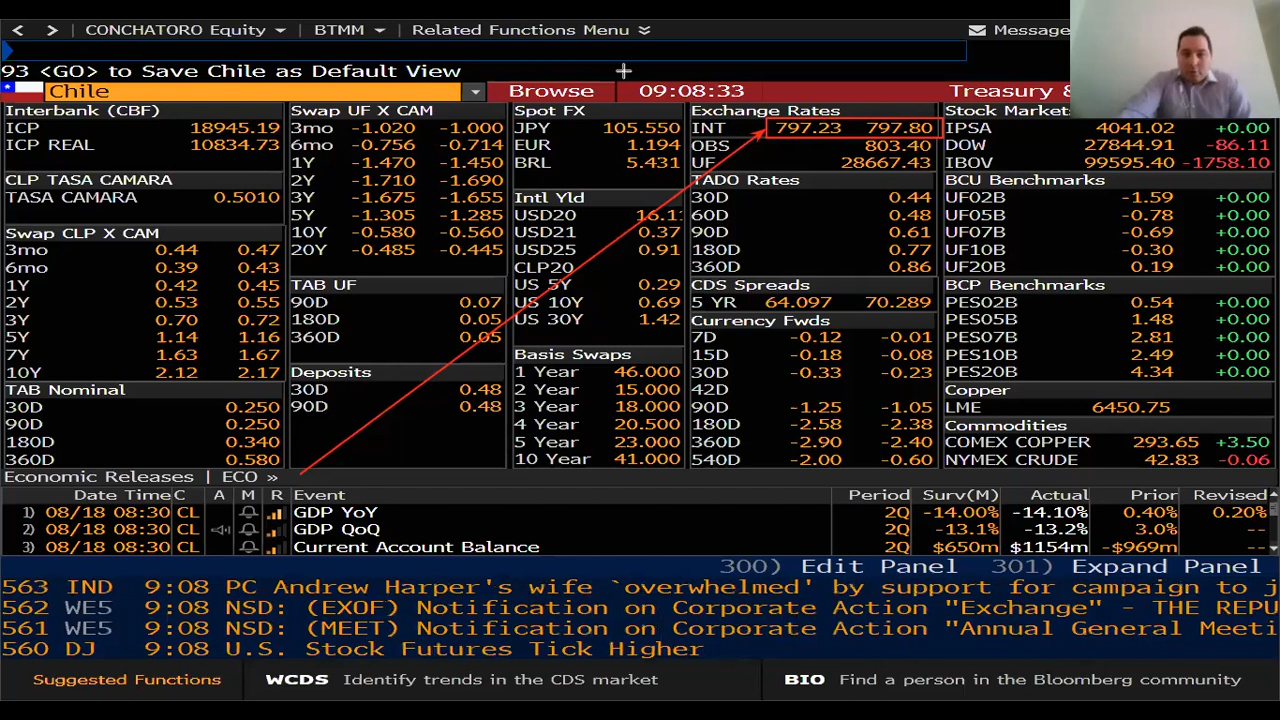 < > CONCHATORO Equity BTMM Related Functions Menu Message
93 <GO> to Save Chile as Default View
Chile Browse 09:08:33 Treasury &
Interbank (CBF)
ICP 18945.19
ICP REAL 10834.73
CLP TASA CAMARA
TASA CAMARA 0.5010
Swap CLP X CAM
3mo 0.44 0.47
6mo 0.39 0.43
1Y 0.42 0.45
2Y 0.53 0.55
3Y 0.70 0.72
5Y 1.14 1.16
7Y 1.63 1.67
10Y 2.12 2.17
TAB Nominal
30D 0.250
90D 0.250
180D 0.340
360D 0.580
Swap UF X CAM
3mo -1.020 -1.000
6mo -0.756 -0.714
1Y -1.470 -1.450
2Y -1.710 -1.690
3Y -1.675 -1.655
5Y -1.305 -1.285
10Y -0.580 -0.560
20Y -0.485 -0.445
TAB UF
90D 0.07
180D 0.05
360D 0.05
Deposits
30D 0.48
90D 0.48
Spot FX
JPY 105.550
EUR 1.194
BRL 5.431
Intl Yld
USD20 16.1
USD21 0.37
USD25 0.91
CLP20
US 5Y 0.29
US 10Y 0.69
US 30Y 1.42
Basis Swaps
1 Year 46.000
2 Year 15.000
3 Year 18.000
4 Year 20.500
5 Year 23.000
10 Year 41.000
Exchange Rates
INT 797.23 797.80
OBS 803.40
UF 28667.43
TADO Rates
30D 0.44
60D 0.48
90D 0.61
180D 0.77
360D 0.86
CDS Spreads
5 YR 64.097 70.289
Currency Fwds
7D -0.12 -0.01
15D -0.18 -0.08
30D -0.33 -0.23
42D
90D -1.25 -1.05
180D -2.58 -2.38
360D -2.90 -2.40
540D -2.00 -0.60
Stock Market
IPSA 4041.02 +0.00
DOW 27844.91 -86.11
IBOV 99595.40 -1758.10
BCU Benchmarks
UF02B -1.59 +0.00
UF05B -0.78 +0.00
UF07B -0.69 +0.00
UF10B -0.30 +0.00
UF20B 0.19 +0.00
BCP Benchmarks
PES02B 0.54 +0.00
PES05B 1.48 +0.00
PES07B 2.81 +0.00
PES10B 2.49 +0.00
PES20B 4.34 +0.00
Copper
LME 6450.75
Commodities
COMEX COPPER 293.65 +3.50
NYMEX CRUDE 42.83 -0.06
Economic Releases | ECO »
Date Time C A M R Event Period Surv(M) Actual Prior Revised
1) 08/18 08:30 CL GDP YoY 2Q -14.00% -14.10% 0.40% 0.20%
2) 08/18 08:30 CL GDP QoQ 2Q -13.1% -13.2% 3.0% --
3) 08/18 08:30 CL Current Account Balance 2Q $650m $1154m -$969m --
300) Edit Panel 301) Expand Panel
563 IND 9:08 PC Andrew Harper's wife `overwhelmed' by support for campaign to j
562 WE5 9:08 NSD: (EXOF) Notification on Corporate Action "Exchange" - THE REPU
561 WE5 9:08 NSD: (MEET) Notification on Corporate Action "Annual General Meeti
560 DJ 9:08 U.S. Stock Futures Tick Higher
Suggested Functions WCDS Identify trends in the CDS market BIO Find a person in the Bloomberg community